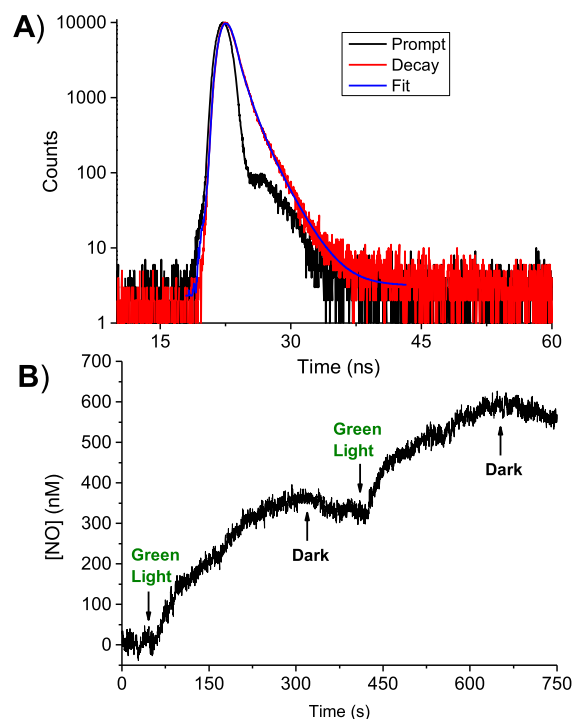 A)
10000
1000
100
10
1
Counts
Prompt
Decay
Fit
15
30
45
60
Time (ns)
B)
700
600
500
400
300
200
100
0
[NO] (nM)
Green
Light
Dark
Green
Light
Dark
0
150
300
450
600
750
Time (s)